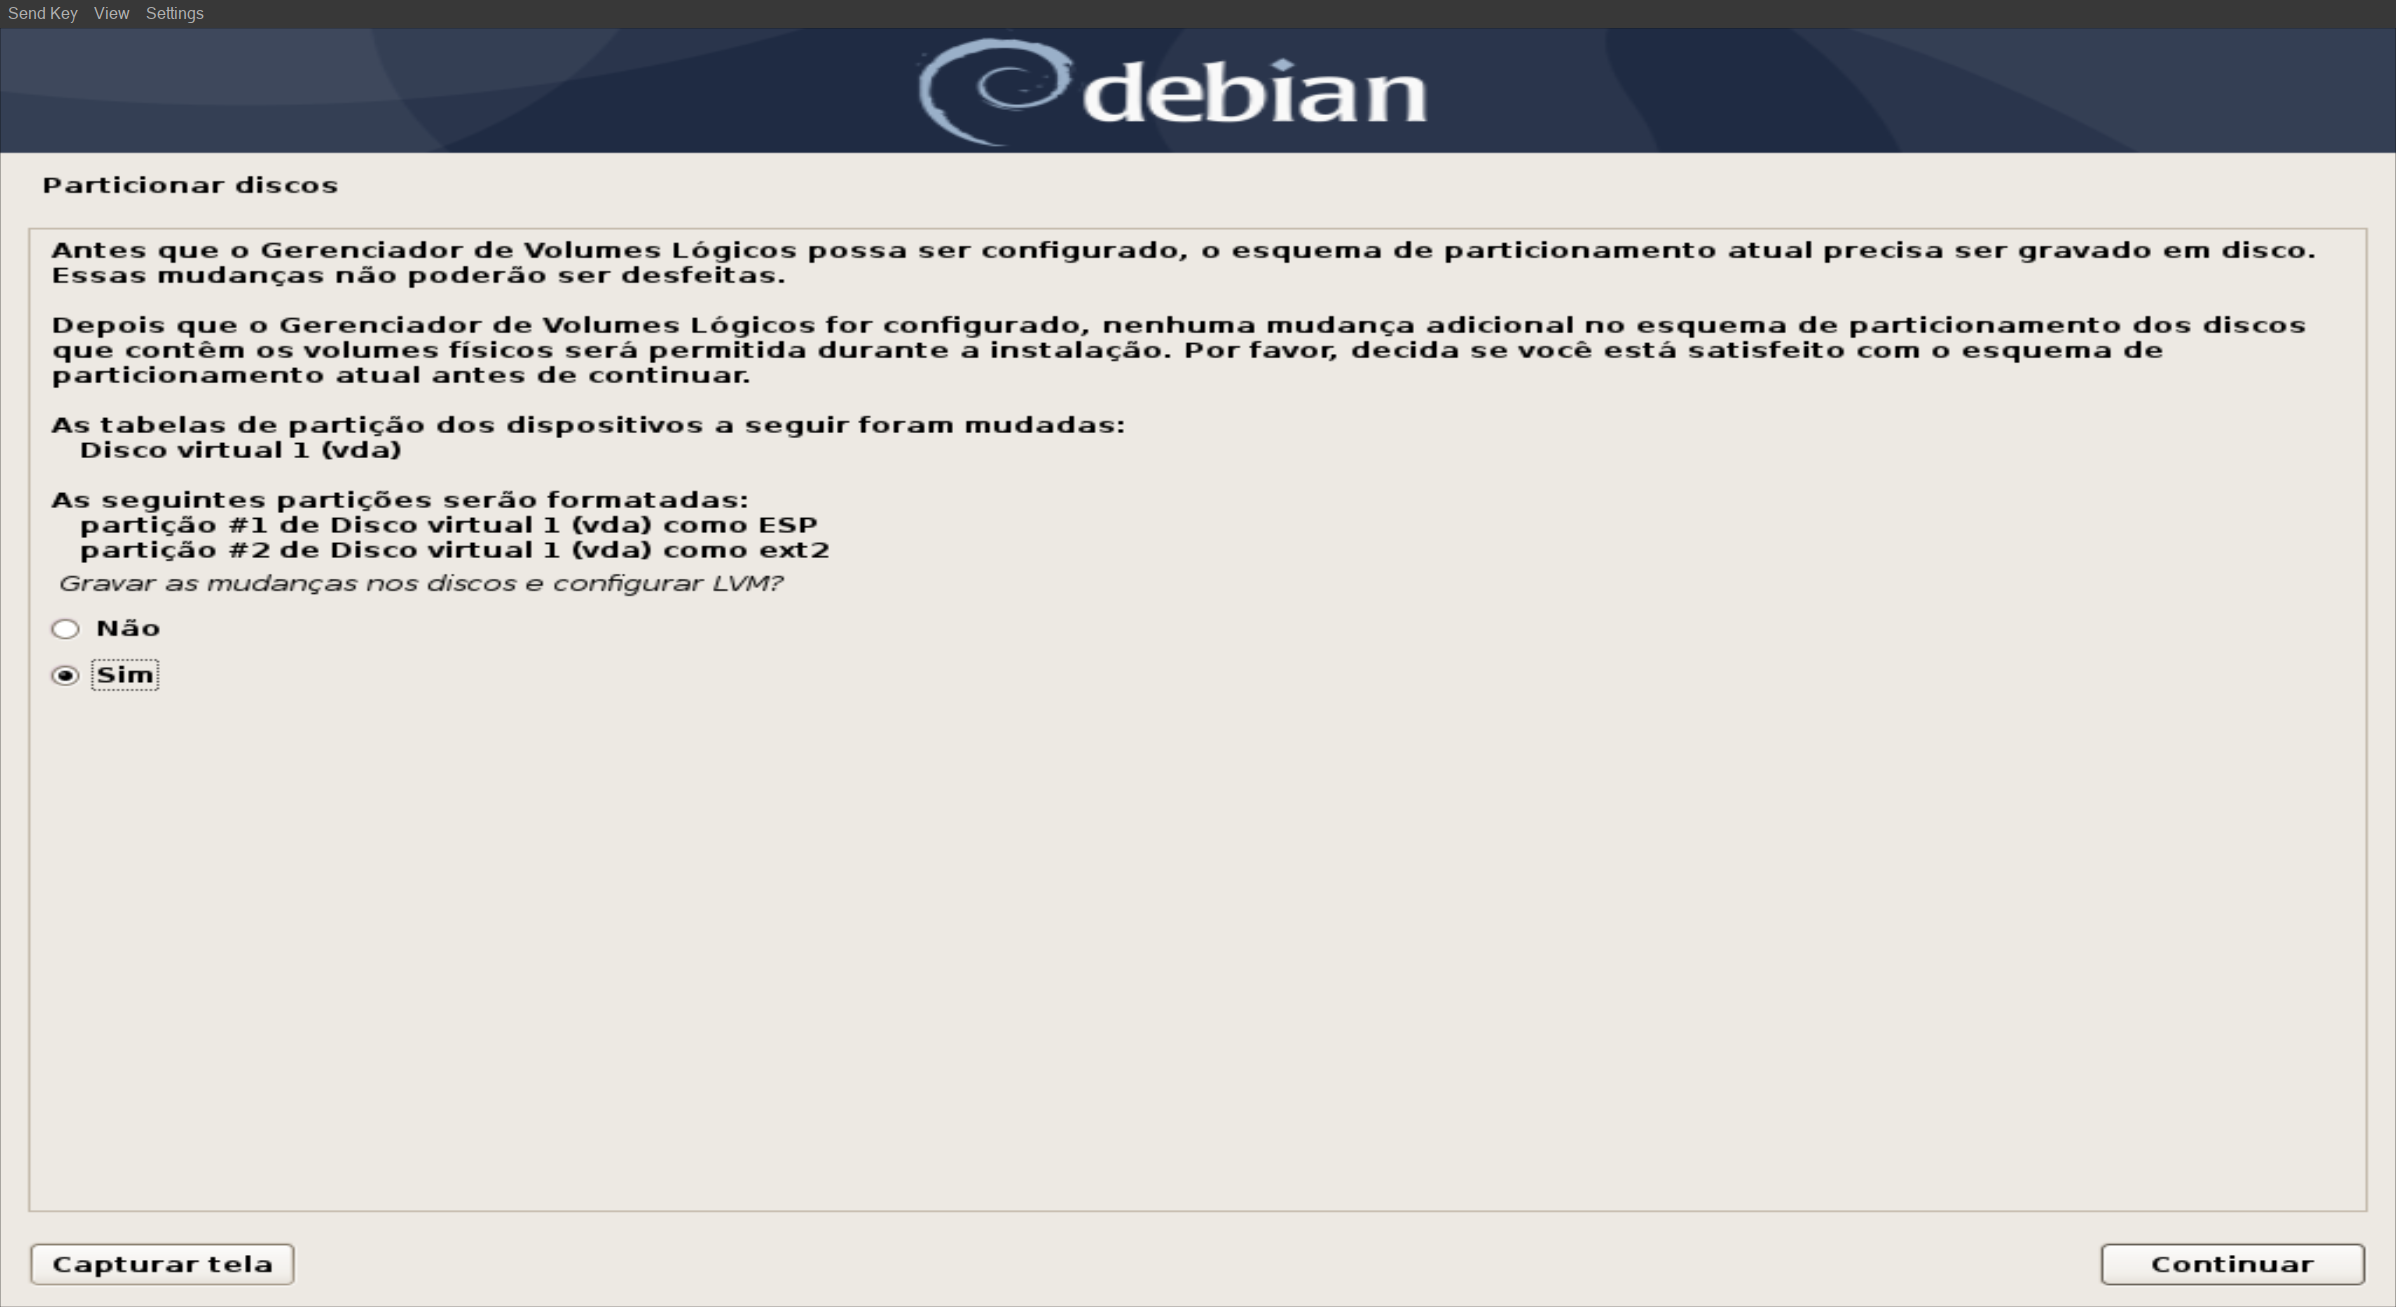 Send Key View Settings
debian
Particionar discos
Antes que o Gerenciador de Volumes Lógicos possa ser configurado, o esquema de particionamento atual precisa ser gravado em disco.
Essas mudanças não poderão ser desfeitas.
Depois que o Gerenciador de Volumes Lógicos for configurado, nenhuma mudança adicional no esquema de particionamento dos discos
que contêm os volumes físicos será permitida durante a instalação. Por favor, decida se você está satisfeito com o esquema de
particionamento atual antes de continuar.
As tabelas de partição dos dispositivos a seguir foram mudadas:
Disco virtual 1 (vda)
As seguintes partições serão formatadas:
partição #1 de Disco virtual 1 (vda) como ESP
partição #2 de Disco virtual 1 (vda) como ext2
Gravar as mudanças nos discos e configurar LVM?
Não
Sim
Capturar tela
Continuar